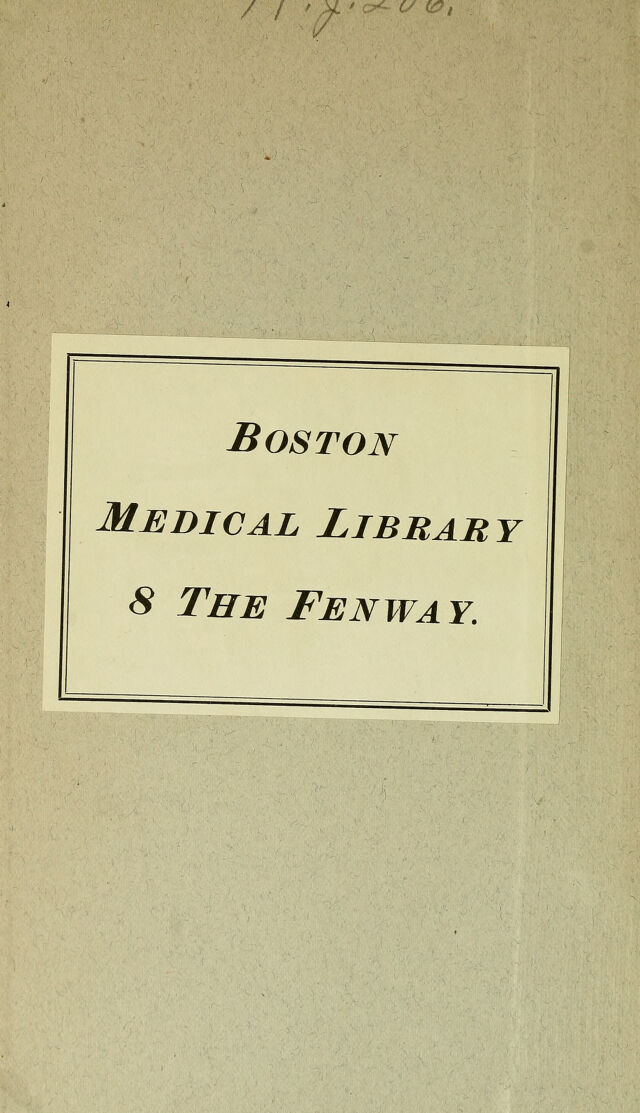 BOSTON
MEDICAL LIBRARY
8 THE FENWAY.